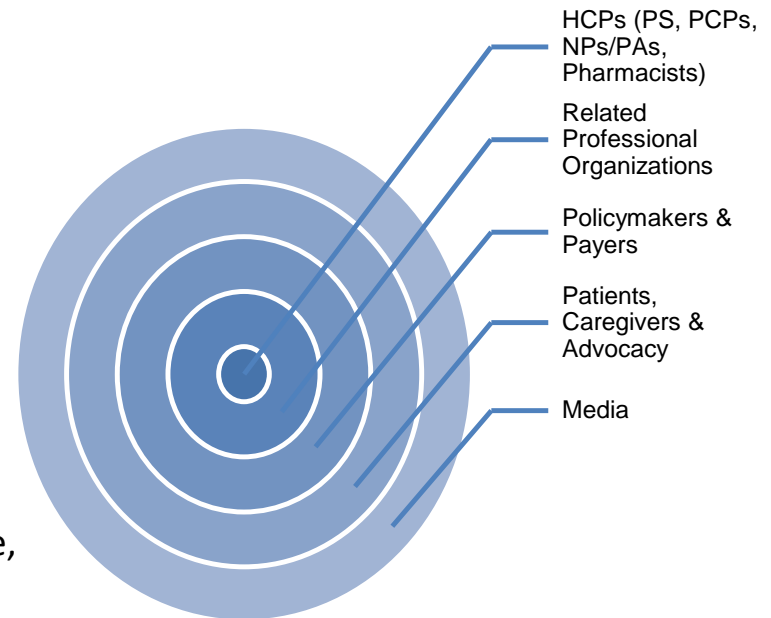 HCPs (PS, PCPs,
NPs/PAs,
Pharmacists)
Related
Professional
Organizations
Policymakers &
Payers
Patients,
Caregivers &
Advocacy
Media
e,